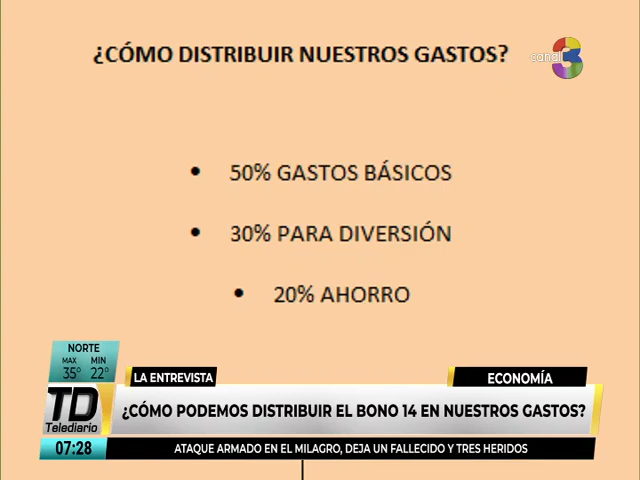 ¿CÓMO DISTRIBUIR NUESTROS GASTOS?
canal 3
• 50% GASTOS BÁSICOS
• 30% PARA DIVERSIÓN
• 20% AHORRO
NORTE
MAX MIN
35° 22°
LA ENTREVISTA
ECONOMÍA
TD
Telediario
¿CÓMO PODEMOS DISTRIBUIR EL BONO 14 EN NUESTROS GASTOS?
07:28
ATAQUE ARMADO EN EL MILAGRO, DEJA UN FALLECIDO Y TRES HERIDOS